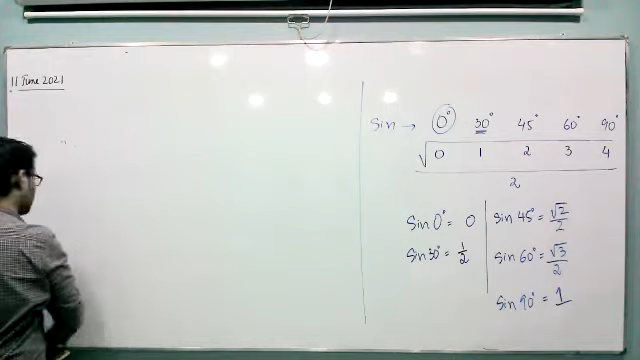 11 Time 2021
Sin → 0° 30° 45° 60° 90°
√0 1 2 3 4
2
Sin 0° = 0
Sin 30° = 1/2
Sin 45° = √2/2
Sin 60° = √3/2
Sin 90° = 1